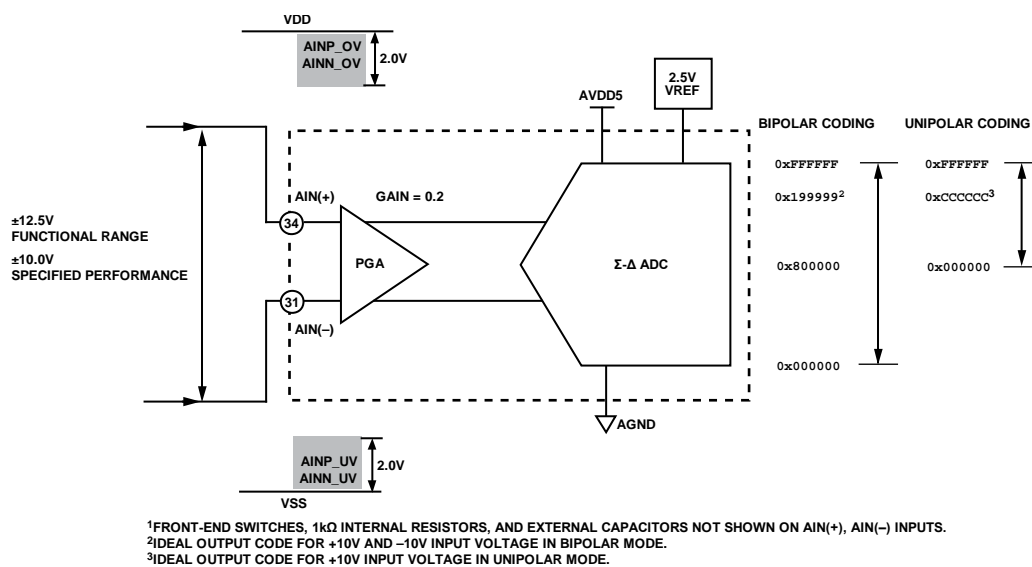 VDD
AINP_OV
AINN_OV
2.0V
2.5V
VREF
AVDD5
BIPOLAR CODING
UNIPOLAR CODING
0xFFFFFF
0xFFFFFF
AIN(+)
GAIN = 0.2
0x199999²
0xCCCCCC³
34
±12.5V
FUNCTIONAL RANGE
±10.0V
SPECIFIED PERFORMANCE
PGA
Σ-Δ ADC
0x800000
0x000000
31
AIN(–)
0x000000
AGND
AINP_UV
AINN_UV
2.0V
VSS
¹FRONT-END SWITCHES, 1kΩ INTERNAL RESISTORS, AND EXTERNAL CAPACITORS NOT SHOWN ON AIN(+), AIN(–) INPUTS.
²IDEAL OUTPUT CODE FOR +10V AND –10V INPUT VOLTAGE IN BIPOLAR MODE.
³IDEAL OUTPUT CODE FOR +10V INPUT VOLTAGE IN UNIPOLAR MODE.